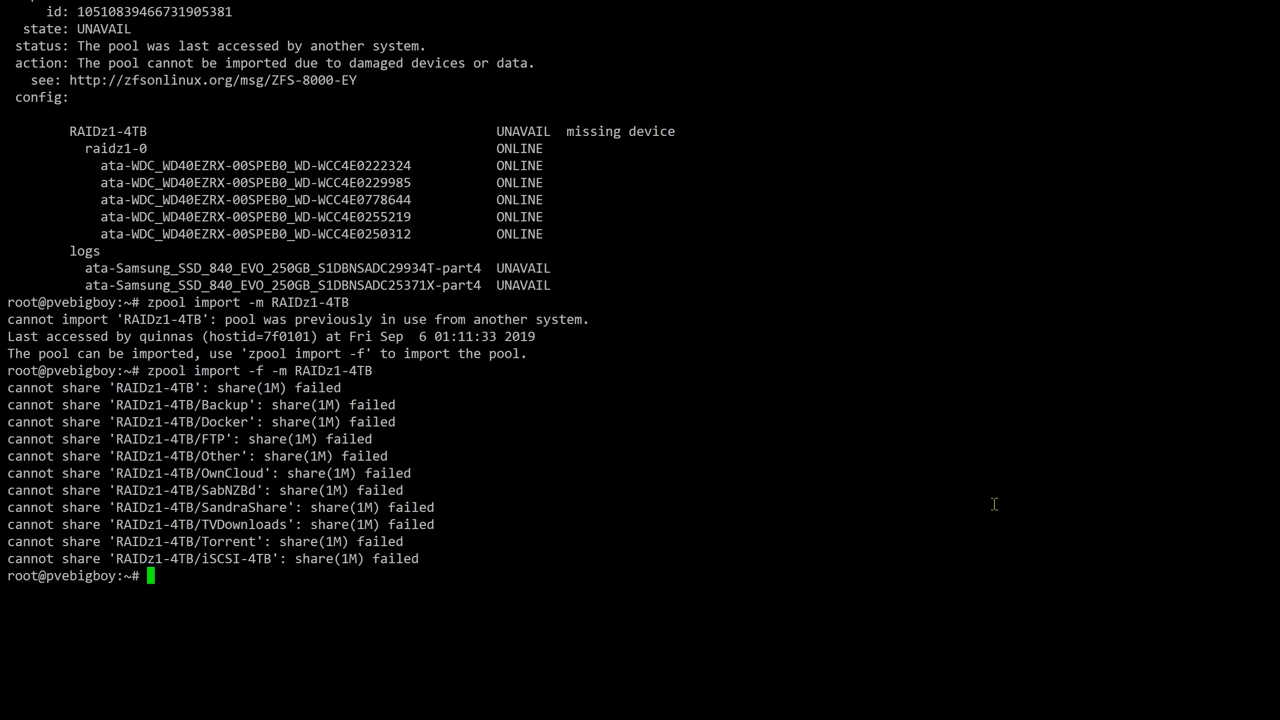 id: 10510839466731905381
state: UNAVAIL
status: The pool was last accessed by another system.
action: The pool cannot be imported due to damaged devices or data.
see: http://zfsonlinux.org/msg/ZFS-8000-EY
config:
RAIDz1-4TB UNAVAIL missing device
raidz1-0 ONLINE
ata-WDC_WD40EZRX-00SPEB0_WD-WCC4E0222324 ONLINE
ata-WDC_WD40EZRX-00SPEB0_WD-WCC4E0229985 ONLINE
ata-WDC_WD40EZRX-00SPEB0_WD-WCC4E0778644 ONLINE
ata-WDC_WD40EZRX-00SPEB0_WD-WCC4E0255219 ONLINE
ata-WDC_WD40EZRX-00SPEB0_WD-WCC4E0250312 ONLINE
logs
ata-Samsung_SSD_840_EVO_250GB_S1DBNSADC29934T-part4 UNAVAIL
ata-Samsung_SSD_840_EVO_250GB_S1DBNSADC25371X-part4 UNAVAIL
root@pvebigboy:~# zpool import -m RAIDz1-4TB
cannot import 'RAIDz1-4TB': pool was previously in use from another system.
Last accessed by quinnas (hostid=7f0101) at Fri Sep  6 01:11:33 2019
The pool can be imported, use 'zpool import -f' to import the pool.
root@pvebigboy:~# zpool import -f -m RAIDz1-4TB
cannot share 'RAIDz1-4TB': share(1M) failed
cannot share 'RAIDz1-4TB/Backup': share(1M) failed
cannot share 'RAIDz1-4TB/Docker': share(1M) failed
cannot share 'RAIDz1-4TB/FTP': share(1M) failed
cannot share 'RAIDz1-4TB/Other': share(1M) failed
cannot share 'RAIDz1-4TB/OwnCloud': share(1M) failed
cannot share 'RAIDz1-4TB/SabNZBd': share(1M) failed
cannot share 'RAIDz1-4TB/SandraShare': share(1M) failed
cannot share 'RAIDz1-4TB/TVDownloads': share(1M) failed
cannot share 'RAIDz1-4TB/Torrent': share(1M) failed
cannot share 'RAIDz1-4TB/iSCSI-4TB': share(1M) failed
root@pvebigboy:~#